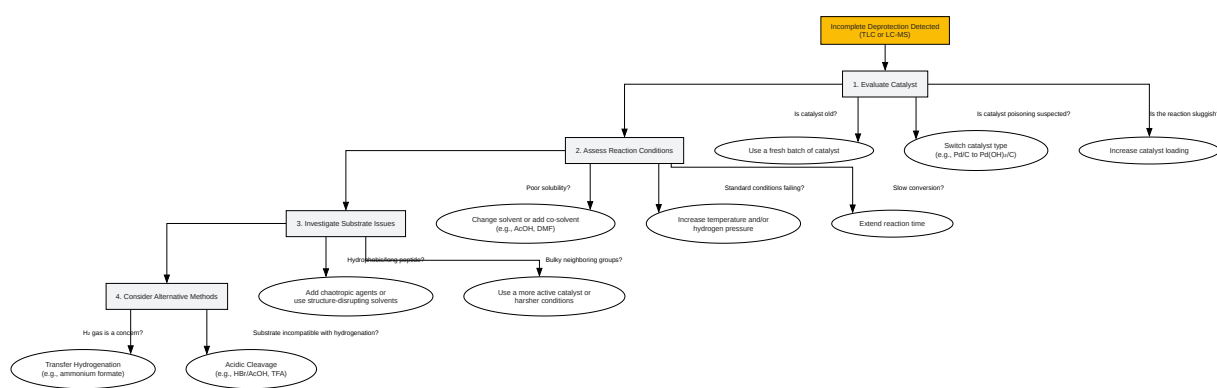 Incomplete Deprotection Detected
(TLC or LC-MS)
1. Evaluate Catalyst
Is catalyst old?
Is catalyst poisoning suspected?
Is the reaction sluggish
Use a fresh batch of catalyst
Switch catalyst type
(e.g., Pd/C to Pd(OH)₂/C)
Increase catalyst loading
2. Assess Reaction Conditions
Poor solubility?
Standard conditions failing?
Slow conversion?
Change solvent or add co-solvent
(e.g., AcOH, DMF)
Increase temperature and/or
hydrogen pressure
Extend reaction time
3. Investigate Substrate Issues
Hydrophobic/long peptide?
Bulky neighboring groups?
Add chaotropic agents or
use structure-disrupting solvents
Use a more active catalyst or
harsher conditions
4. Consider Alternative Methods
H₂ gas is a concern?
Substrate incompatible with hydrogenation?
Transfer Hydrogenation
(e.g., ammonium formate)
Acidic Cleavage
(e.g., HBr/AcOH, TFA)